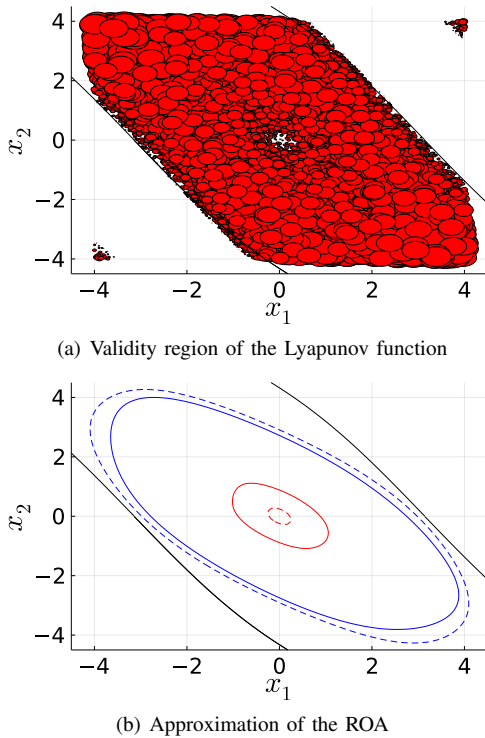 4
2
0
−2
−4
x₂
−4 −2 0 2 4
x₁
(a) Validity region of the Lyapunov function
4
2
0
−2
−4
x₂
−4 −2 0 2 4
x₁
(b) Approximation of the ROA